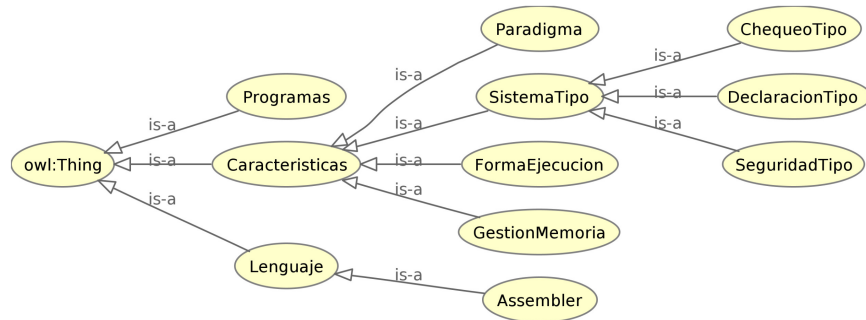 Paradigma
ChequeoTipo
is-a
is-a
Programas
SistemaTipo
is-a
DeclaracionTipo
is-a
is-a
is-a
owl:Thing
is-a
Caracteristicas
is-a
FormaEjecucion
SeguridadTipo
is-a
is-a
GestionMemoria
Lenguaje
is-a
Assembler